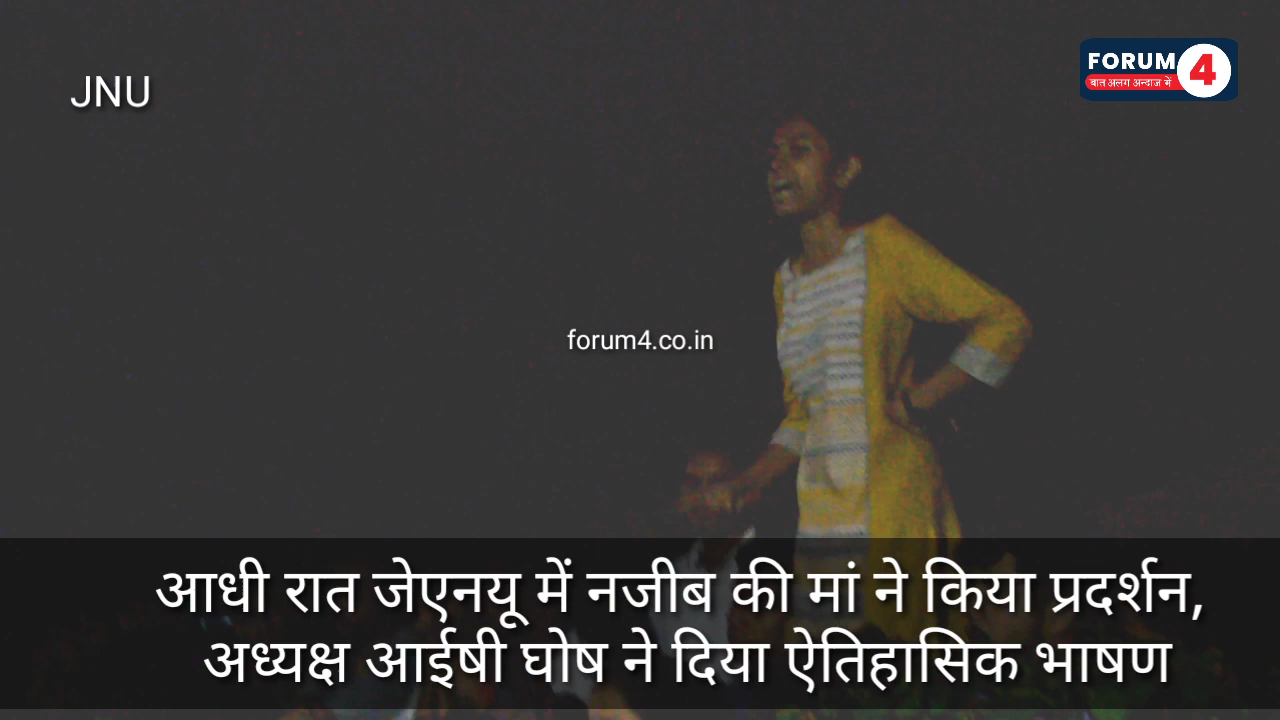 JNU
FORUM 4
बात अलग अन्दाज में
forum4.co.in
आधी रात जेएनयू में नजीब की मां ने किया प्रदर्शन,
अध्यक्ष आईषी घोष ने दिया ऐतिहासिक भाषण